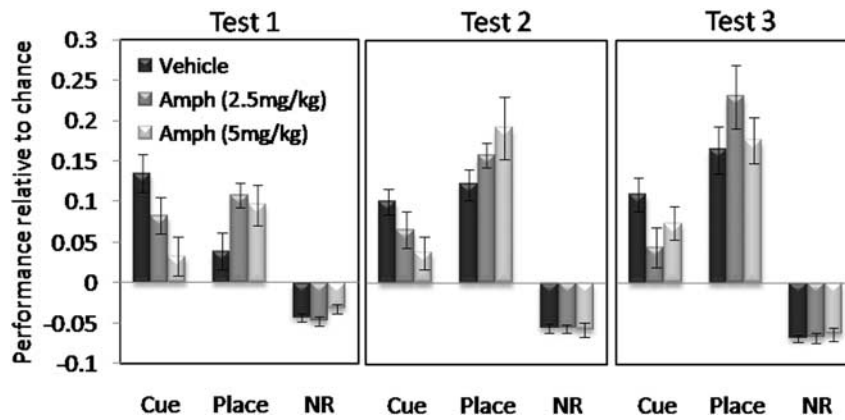 Test 1 Test 2 Test 3
Performance relative to chance
0.3
0.25
0.2
0.15
0.1
0.05
0
−0.05
−0.1
Vehicle
Amph (2.5mg/kg)
Amph (5mg/kg)
Cue Place NR Cue Place NR Cue Place NR